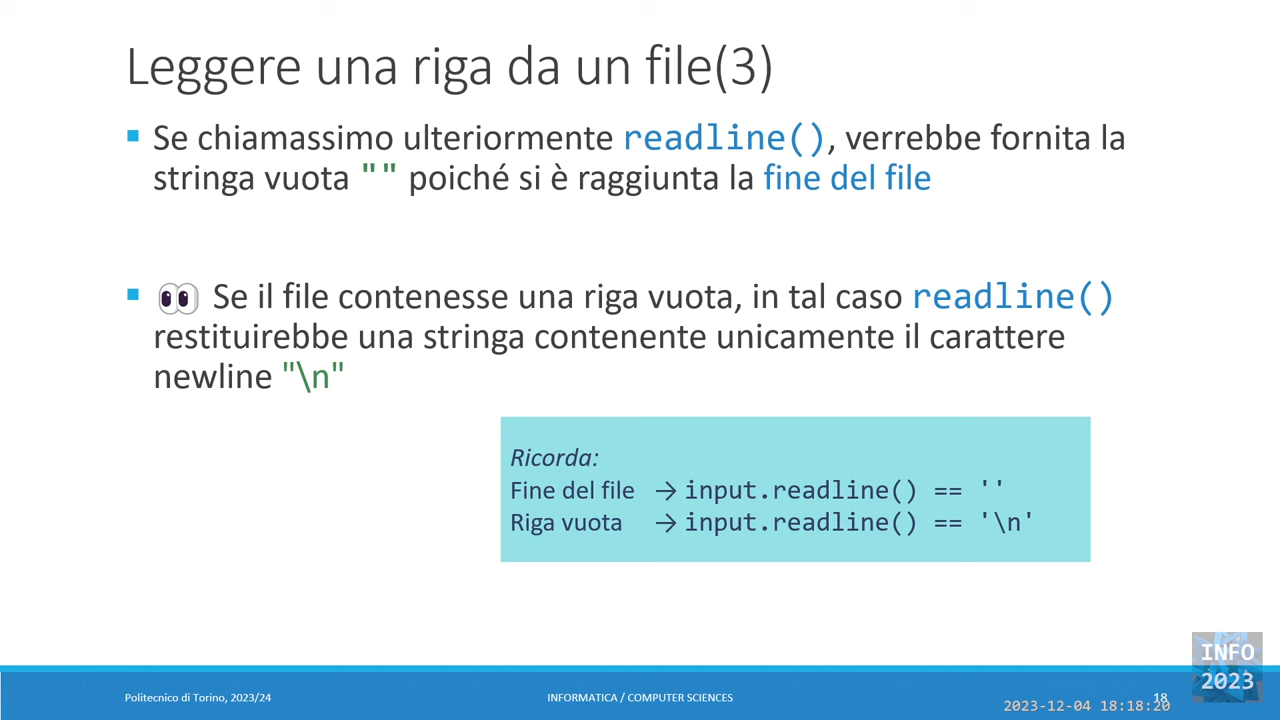 Leggere una riga da un file(3)
Se chiamassimo ulteriormente readline(), verrebbe fornita la
stringa vuota "" poiché si è raggiunta la fine del file
👀 Se il file contenesse una riga vuota, in tal caso readline()
restituirebbe una stringa contenente unicamente il carattere
newline "\n"
Ricorda:
Fine del file → input.readline() == ''
Riga vuota → input.readline() == '\n'
Politecnico di Torino, 2023/24
INFORMATICA / COMPUTER SCIENCES
18
2023-12-04 18:18:20
INFO
2023